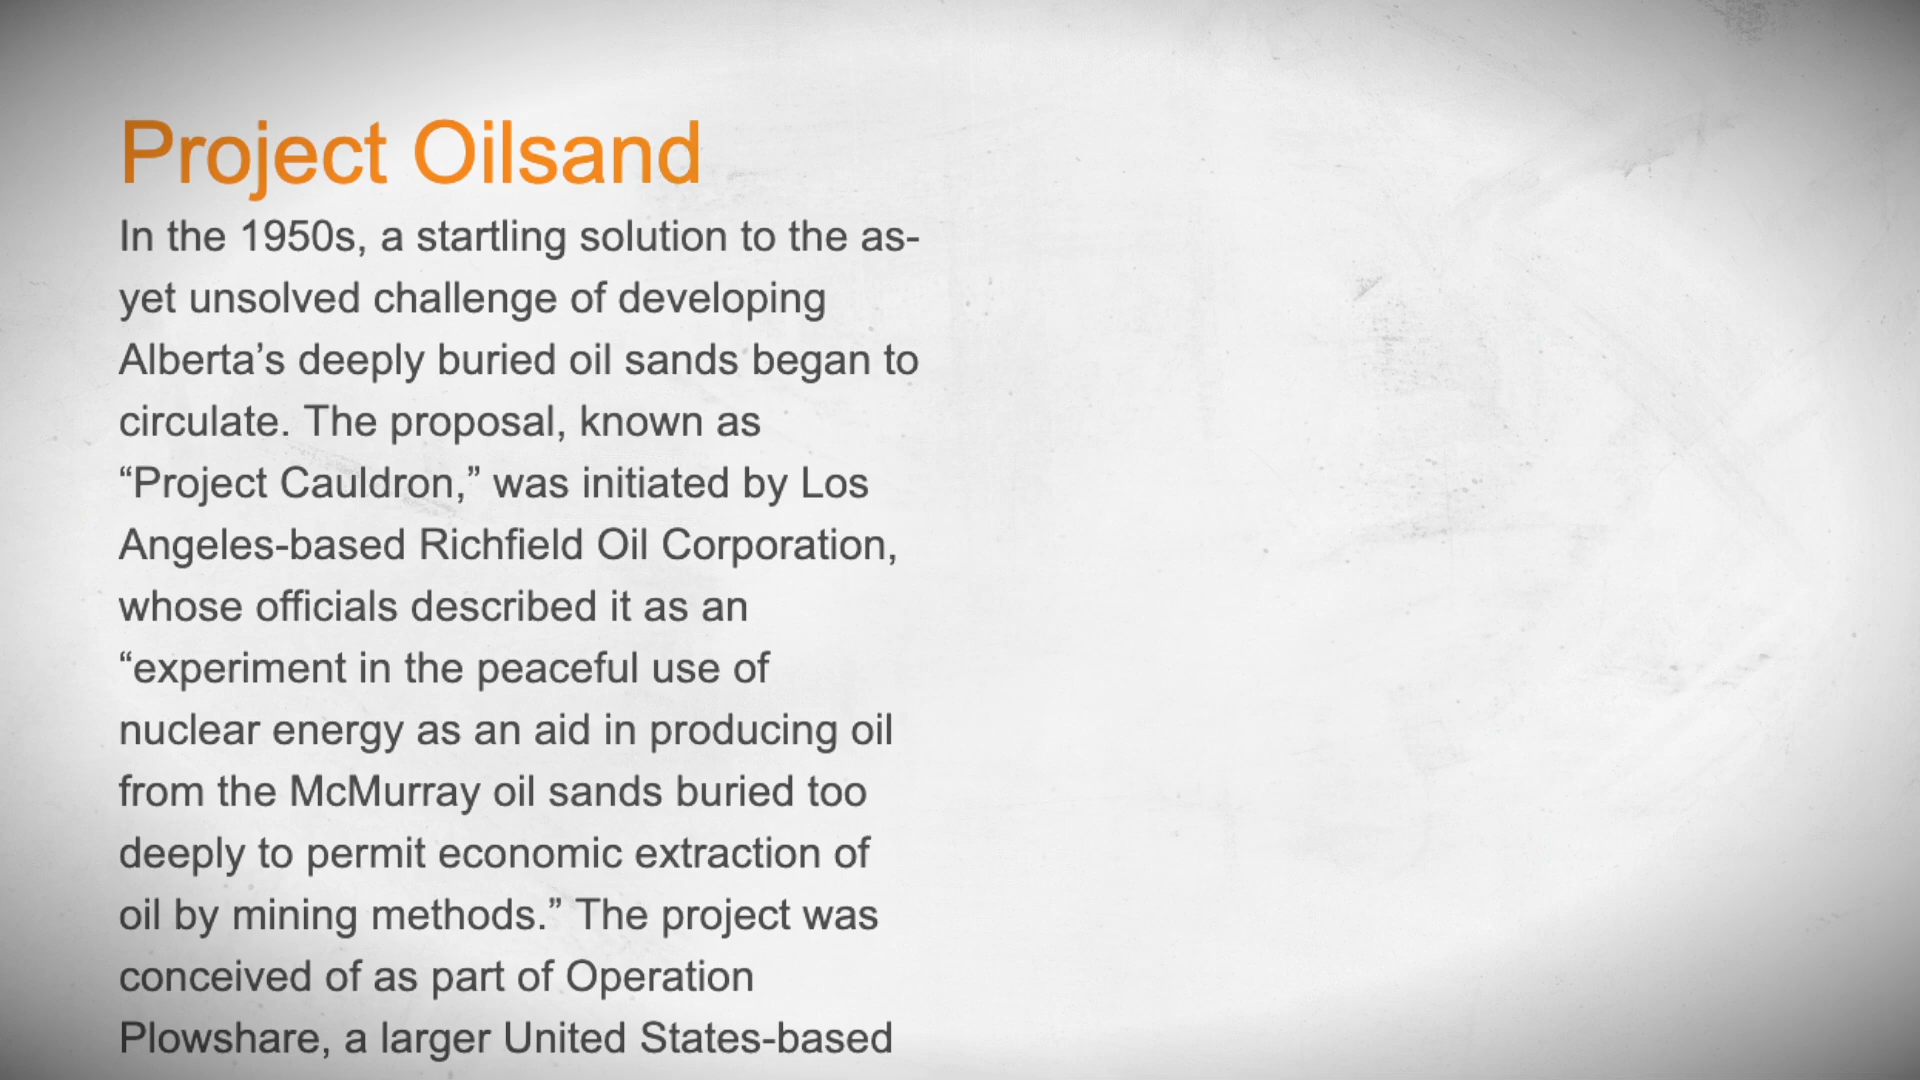 Project Oilsand
In the 1950s, a startling solution to the as-
yet unsolved challenge of developing
Alberta’s deeply buried oil sands began to
circulate. The proposal, known as
“Project Cauldron,” was initiated by Los
Angeles-based Richfield Oil Corporation,
whose officials described it as an
“experiment in the peaceful use of
nuclear energy as an aid in producing oil
from the McMurray oil sands buried too
deeply to permit economic extraction of
oil by mining methods.” The project was
conceived of as part of Operation
Plowshare, a larger United States-based